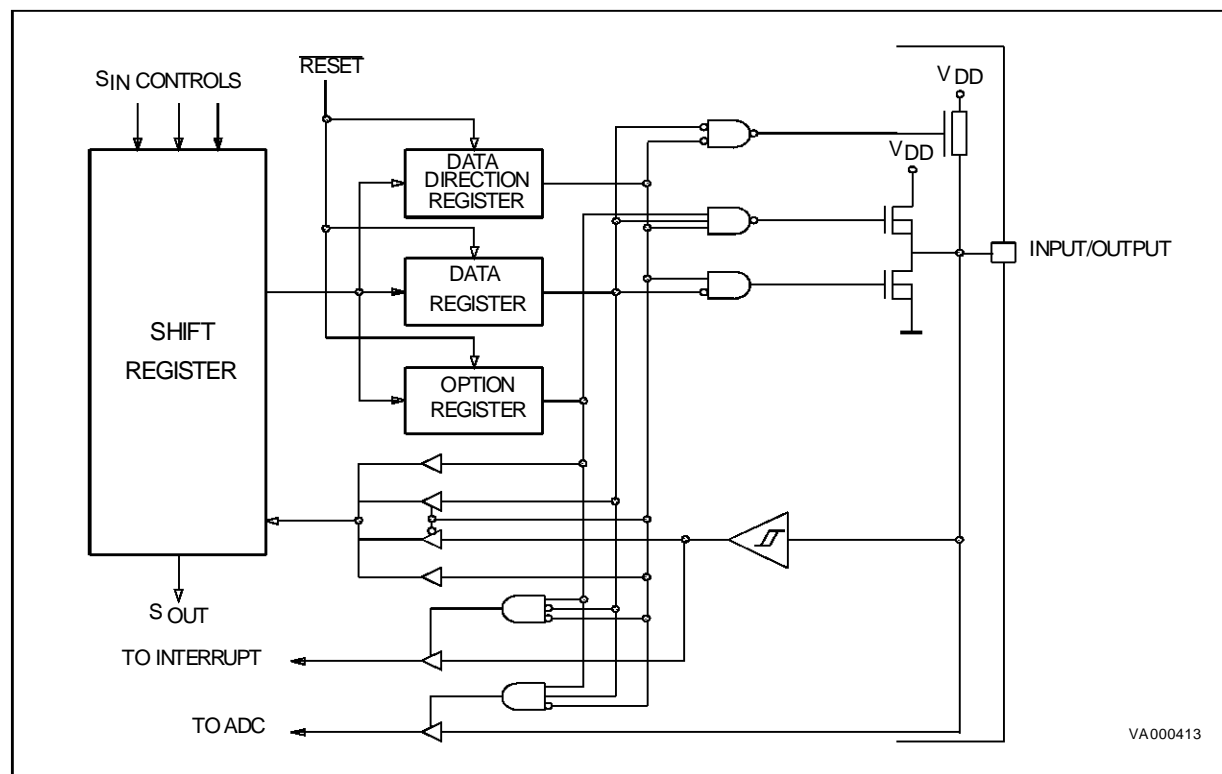 SIN CONTROLS
RESET
VDD
DATA
DIRECTION
REGISTER
VDD
INPUT/OUTPUT
DATA
REGISTER
SHIFT
REGISTER
OPTION
REGISTER
SOUT
TO INTERRUPT
TO ADC
VA000413